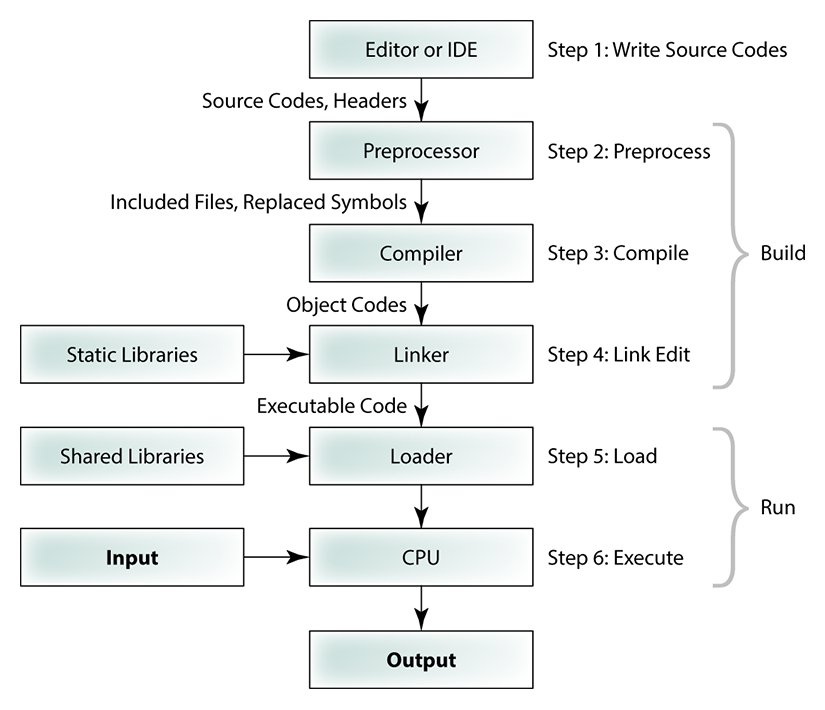 Editor or IDE
Step 1: Write Source Codes
Source Codes, Headers
Preprocessor
Step 2: Preprocess
Included Files, Replaced Symbols
Compiler
Step 3: Compile
Build
Object Codes
Static Libraries
Linker
Step 4: Link Edit
Executable Code
Shared Libraries
Loader
Step 5: Load
Run
Input
CPU
Step 6: Execute
Output